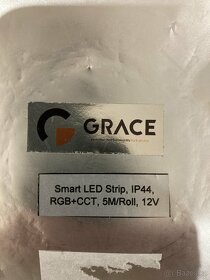 GRACE
Smart LED Strip, IP44,
RGB+CCT, 5M/Roll, 12V